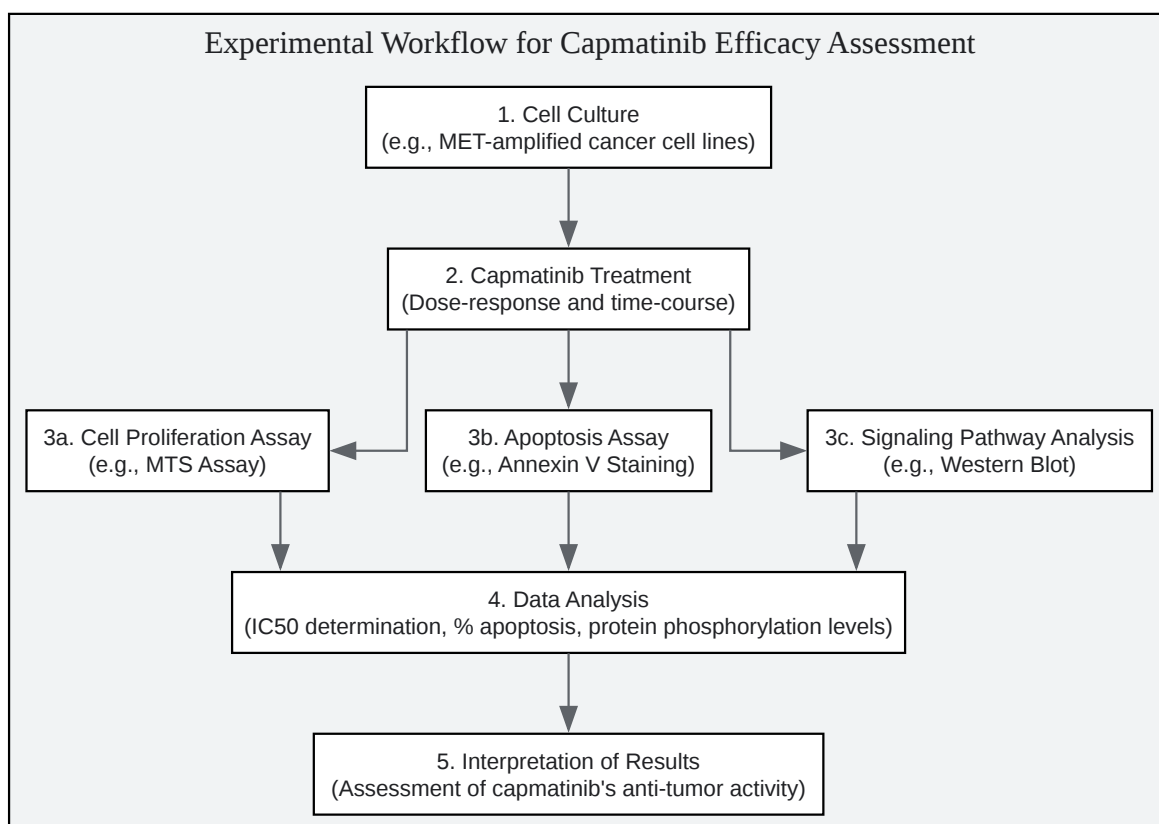 Experimental Workflow for Capmatinib Efficacy Assessment
1. Cell Culture
(e.g., MET-amplified cancer cell lines)
2. Capmatinib Treatment
(Dose-response and time-course)
3a. Cell Proliferation Assay
(e.g., MTS Assay)
3b. Apoptosis Assay
(e.g., Annexin V Staining)
3c. Signaling Pathway Analysis
(e.g., Western Blot)
4. Data Analysis
(IC50 determination, % apoptosis, protein phosphorylation levels)
5. Interpretation of Results
(Assessment of capmatinib's anti-tumor activity)